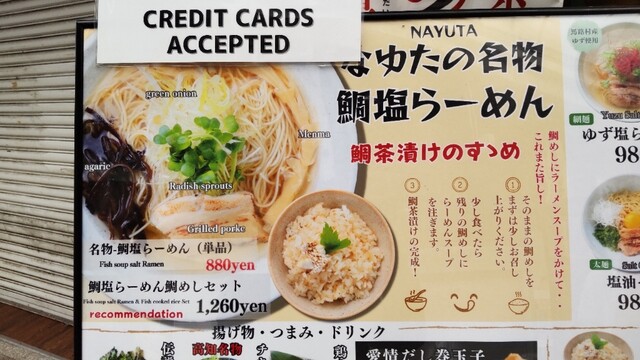 CREDIT CARDS
ACCEPTED
NAYUTA
なゆたの名物
鯛塩らーめん
green onion
Menma
agaric
Radish sprouts
Grilled porke
鯛茶漬けのすゝめ
鯛めしにラーメンスープをかけて・・・
これまた旨し!
① そのままの鯛めしを
まずは少しお召し
上がりください。
② 少し食べたら
残りの鯛めしに
らーめんスープ
を注ぎます。
③ 鯛茶漬けの完成!
名物-鯛塩らーめん(単品)
Fish soup salt Ramen
880yen
鯛塩らーめん鯛めしセット
Fish soup salt Ramen & Fish cooked rice Set
recommendation
1,260yen
揚げ物・つまみ・ドリンク
高知名物
愛情だし巻玉子
ゆず使用
細麺
ゆず塩ら
98
太麺
塩油
98